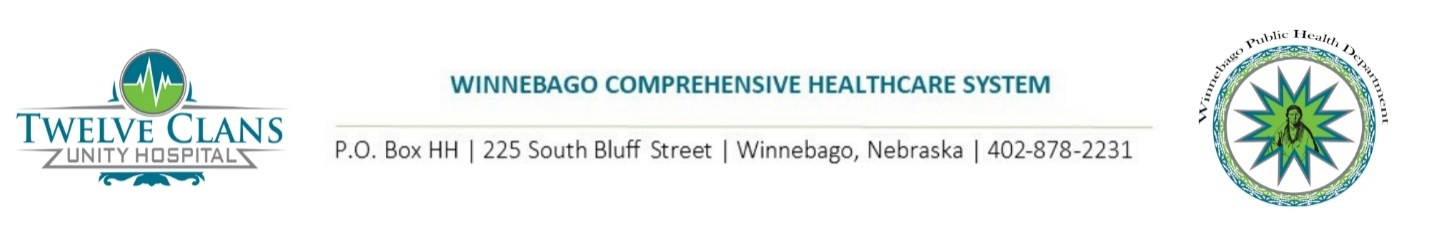 TWELVE CLANS
UNITY HOSPITAL
WINNEBAGO COMPREHENSIVE HEALTHCARE SYSTEM
P.O. Box HH | 225 South Bluff Street | Winnebago, Nebraska | 402-878-2231
Winnebago Public Health Department